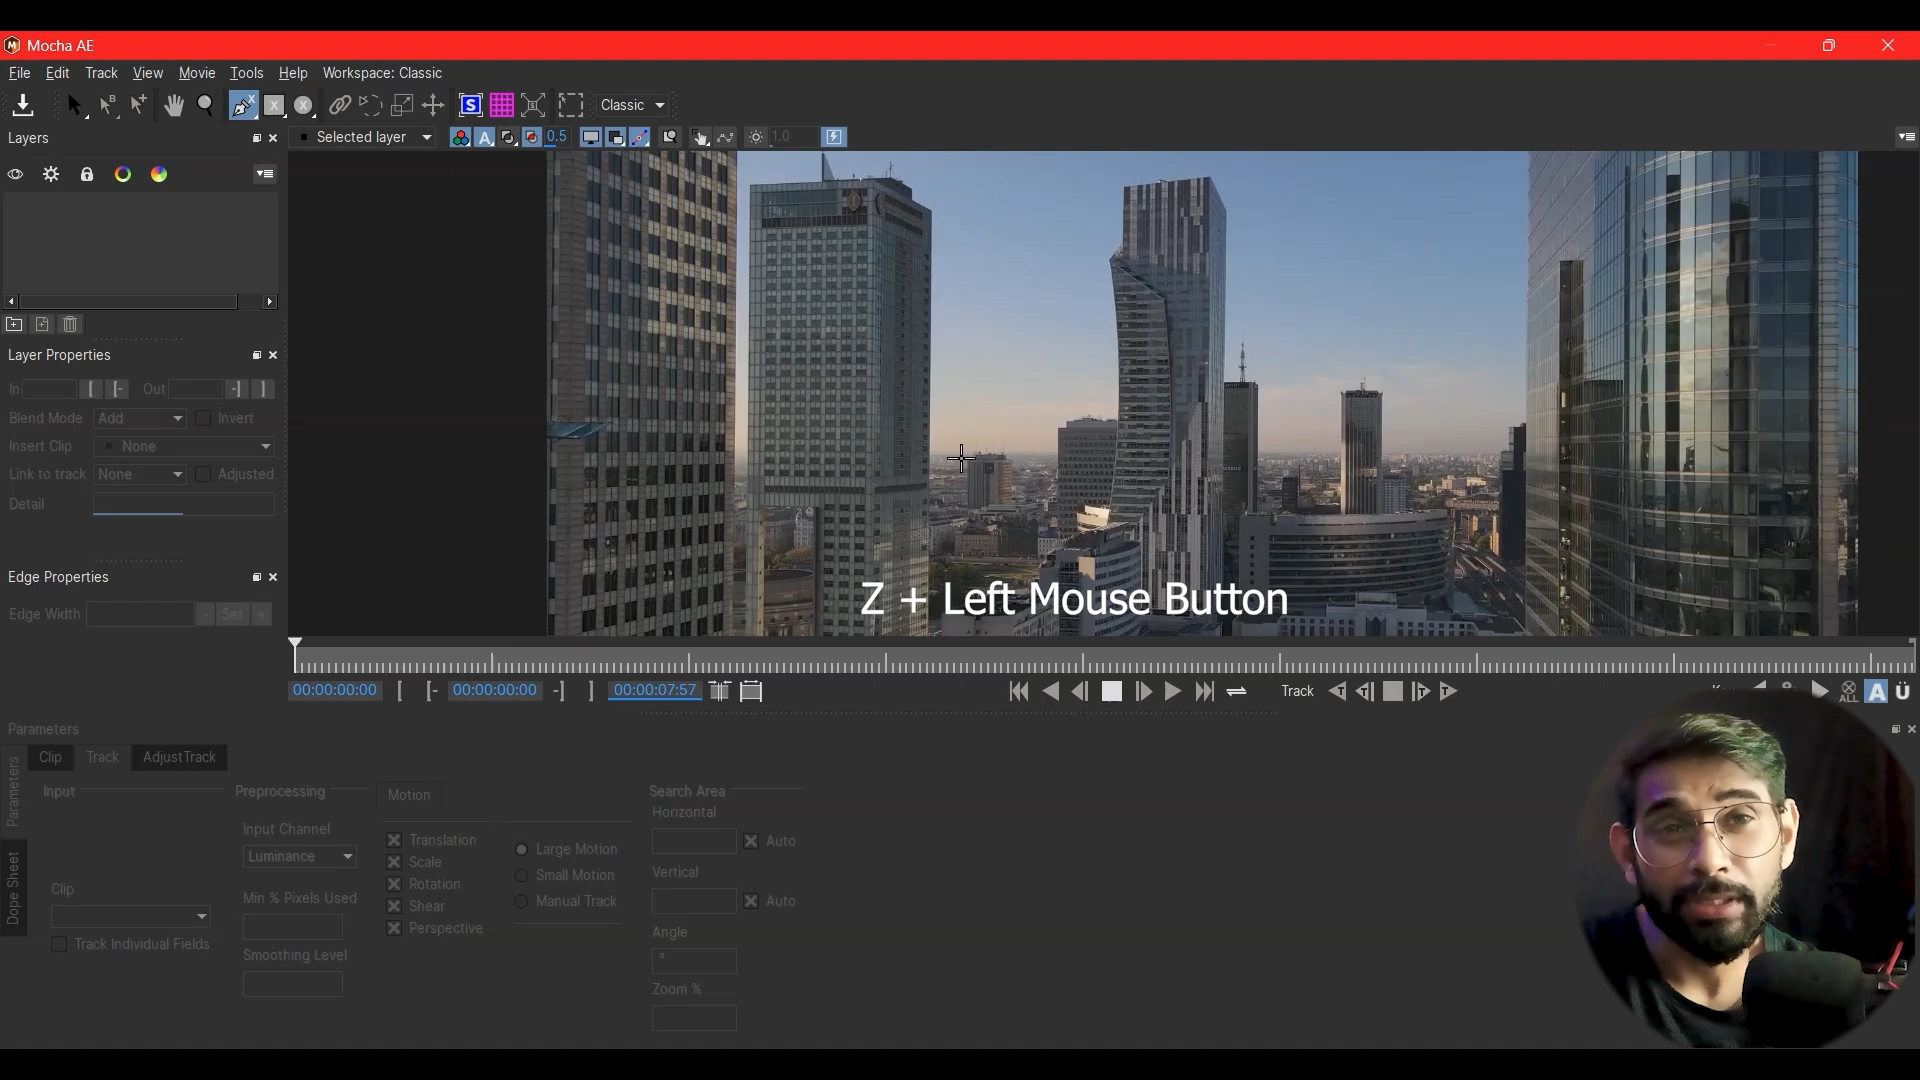 Mocha AE
File Edit Track View Movie Tools Help Workspace: Classic
Classic
Layers
Selected layer
0.5
1.0
Layer Properties
In Out
Blend Mode Add Invert
Insert Clip None
Link to track None Adjusted
Detail
Edge Properties
Edge Width - Set +
Z + Left Mouse Button
00:00:00:00 00:00:00:00 00:00:07:57
Track
ALL A Ü
Parameters
Clip Track AdjustTrack
Parameters
Dope Sheet
Input
Clip
Track Individual Fields
Preprocessing
Input Channel
Luminance
Min % Pixels Used
Smoothing Level
Motion
Translation
Scale
Rotation
Shear
Perspective
Large Motion
Small Motion
Manual Track
Search Area
Horizontal
Auto
Vertical
Auto
Angle
°
Zoom %